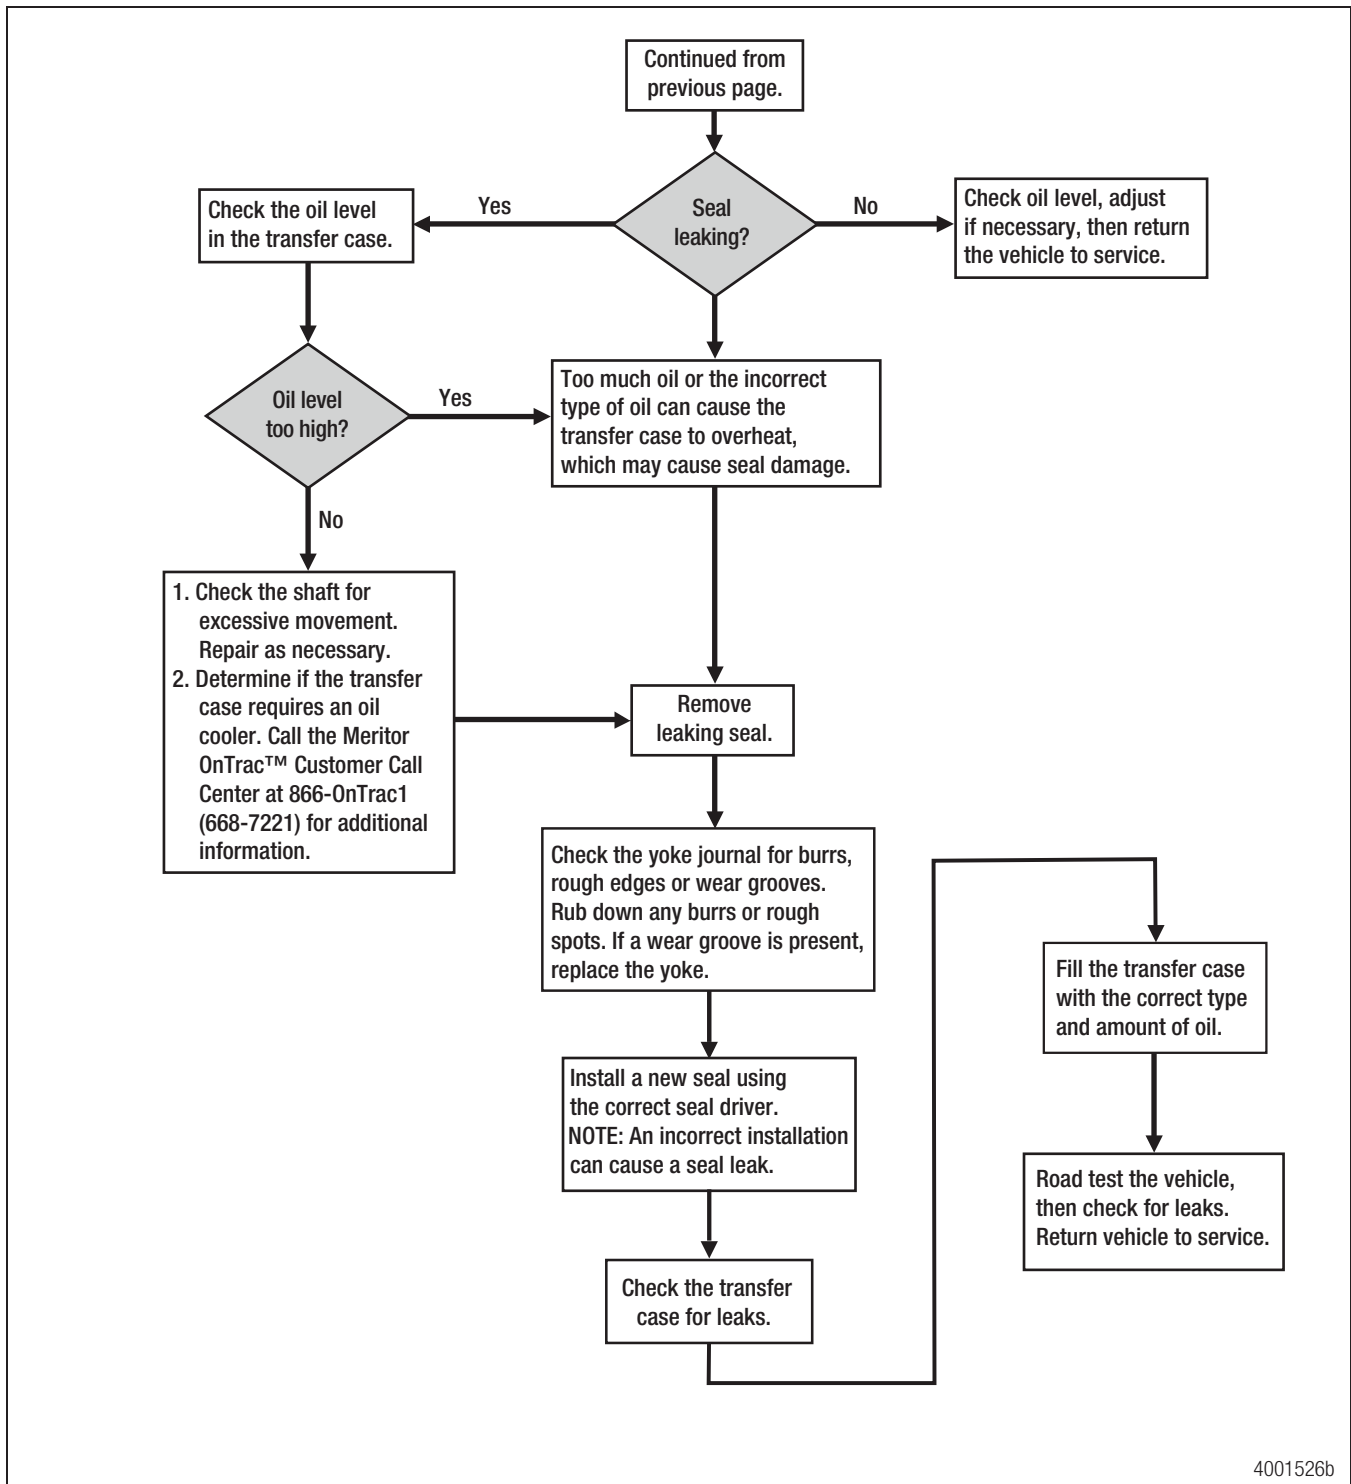 Continued from
previous page.
Seal
leaking?
Yes
No
Check the oil level
in the transfer case.
Check oil level, adjust
if necessary, then return
the vehicle to service.
Oil level
too high?
Yes
Too much oil or the incorrect
type of oil can cause the
transfer case to overheat,
which may cause seal damage.
No
1. Check the shaft for
excessive movement.
Repair as necessary.
2. Determine if the transfer
case requires an oil
cooler. Call the Meritor
OnTrac™ Customer Call
Center at 866-OnTrac1
(668-7221) for additional
information.
Remove
leaking seal.
Check the yoke journal for burrs,
rough edges or wear grooves.
Rub down any burrs or rough
spots. If a wear groove is present,
replace the yoke.
Install a new seal using
the correct seal driver.
NOTE: An incorrect installation
can cause a seal leak.
Check the transfer
case for leaks.
Fill the transfer case
with the correct type
and amount of oil.
Road test the vehicle,
then check for leaks.
Return vehicle to service.
4001526b